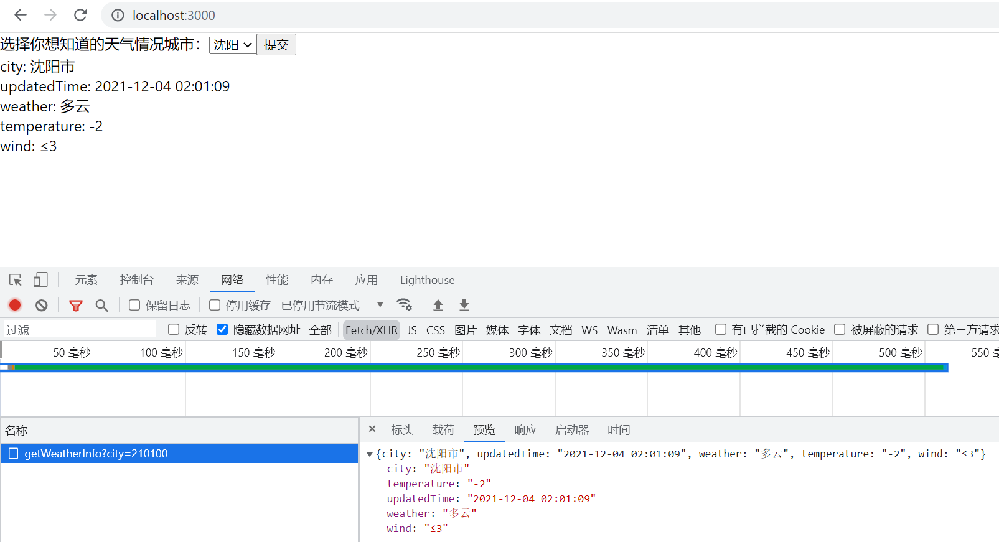 localhost:3000
选择你想知道的天气情况城市： 沈阳 提交
city: 沈阳市
updatedTime: 2021-12-04 02:01:09
weather: 多云
temperature: -2
wind: ≤3
元素 控制台 来源 网络 性能 内存 应用 Lighthouse
保留日志 停用缓存 已停用节流模式
过滤 反转 隐藏数据网址 全部 Fetch/XHR JS CSS 图片 媒体 字体 文档 WS Wasm 清单 其他 有已拦截的 Cookie 被屏蔽的请求 第三方请求
50 毫秒 100 毫秒 150 毫秒 200 毫秒 250 毫秒 300 毫秒 350 毫秒 400 毫秒 450 毫秒 500 毫秒 550
名称 × 标头 载荷 预览 响应 启动器 时间
getWeatherInfo?city=210100
{city: "沈阳市", updatedTime: "2021-12-04 02:01:09", weather: "多云", temperature: "-2", wind: "≤3"}
city: "沈阳市"
temperature: "-2"
updatedTime: "2021-12-04 02:01:09"
weather: "多云"
wind: "≤3"